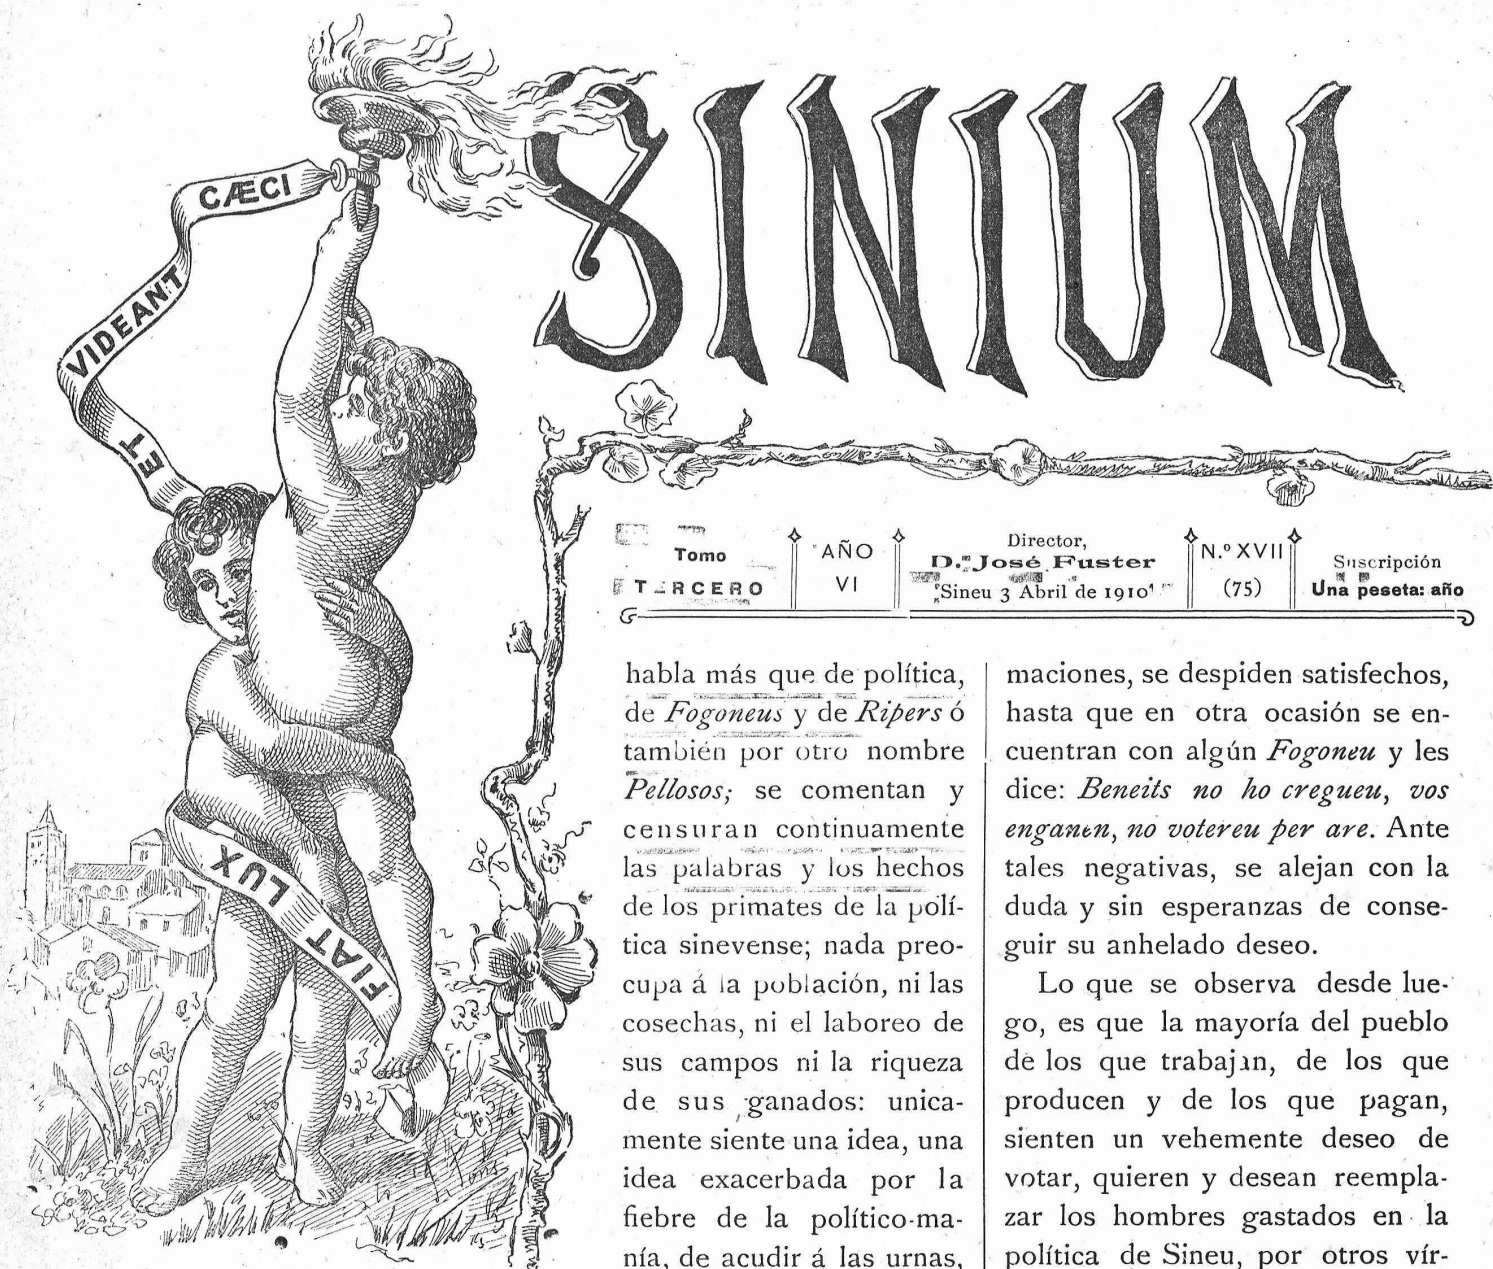 SINIUM
CÆCI
VIDEANT
ET
FIAT LUX
Tomo
TERCERO
AÑO
VI
Director,
D. José Fuster
Sineu 3 Abril de 1910
N.º XVII
(75)
Suscripción
Una peseta: año
habla más que de política,
de Fogoneus y de Ripers ó
también por otro nombre
Pellosos; se comentan y
censuran continuamente
las palabras y los hechos
de los primates de la polí-
tica sinevense; nada preo-
cupa á la población, ni las
cosechas, ni el laboreo de
sus campos ni la riqueza
de sus ganados: unica-
mente siente una idea, una
idea exacerbada por la
fiebre de la político-ma-
nía, de acudir á las urnas,
maciones, se despiden satisfechos,
hasta que en otra ocasión se en-
cuentran con algún Fogoneu y les
dice: Beneits no ho cregueu, vos
enganen, no votereu per are. Ante
tales negativas, se alejan con la
duda y sin esperanzas de conse-
guir su anhelado deseo.
Lo que se observa desde lue-
go, es que la mayoría del pueblo
de los que trabajan, de los que
producen y de los que pagan,
sienten un vehemente deseo de
votar, quieren y desean reempla-
zar los hombres gastados en la
política de Sineu, por otros vír-